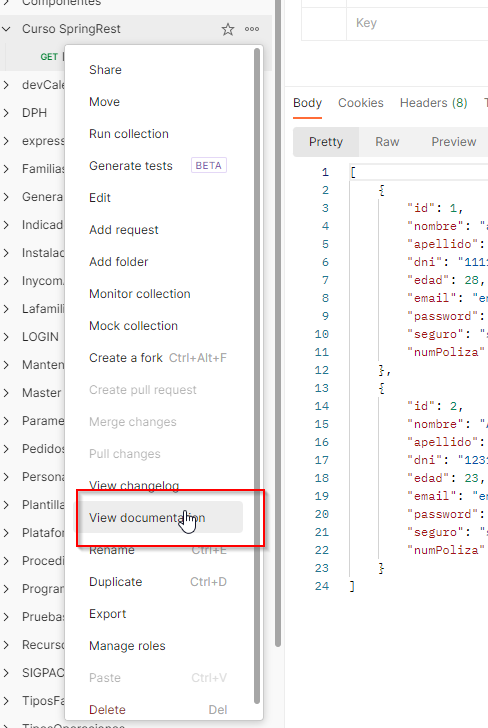 Componentes
Curso SpringRest
GET
devCale
DPH
express
Familias
Genera
Indicad
Instalac
Inycom.
Lafamili
LOGIN
Manten
Master
Parame
Pedidos
Persona
Plantilla
Platafor
Procedi
Program
Pruebas
Recurso
SIGPAC
TiposFa
TiposOperaciones
Share
Move
Run collection
Generate tests BETA
Edit
Add request
Add folder
Monitor collection
Mock collection
Create a fork Ctrl+Alt+F
Create pull request
Merge changes
Pull changes
View changelog
View documentation
Rename Ctrl+E
Duplicate Ctrl+D
Export
Manage roles
Paste Ctrl+V
Delete Del
Key
Body Cookies Headers (8) T
Pretty Raw Preview
1 [
2 {
3 "id": 1,
4 "nombre": "a
5 "apellido":
6 "dni": "1111
7 "edad": 28,
8 "email": "em
9 "password":
10 "seguro": "s
11 "numPoliza"
12 },
13 {
14 "id": 2,
15 "nombre": "A
16 "apellido":
17 "dni": "1231
18 "edad": 23,
19 "email": "em
20 "password":
21 "seguro": "s
22 "numPoliza"
23 }
24 ]